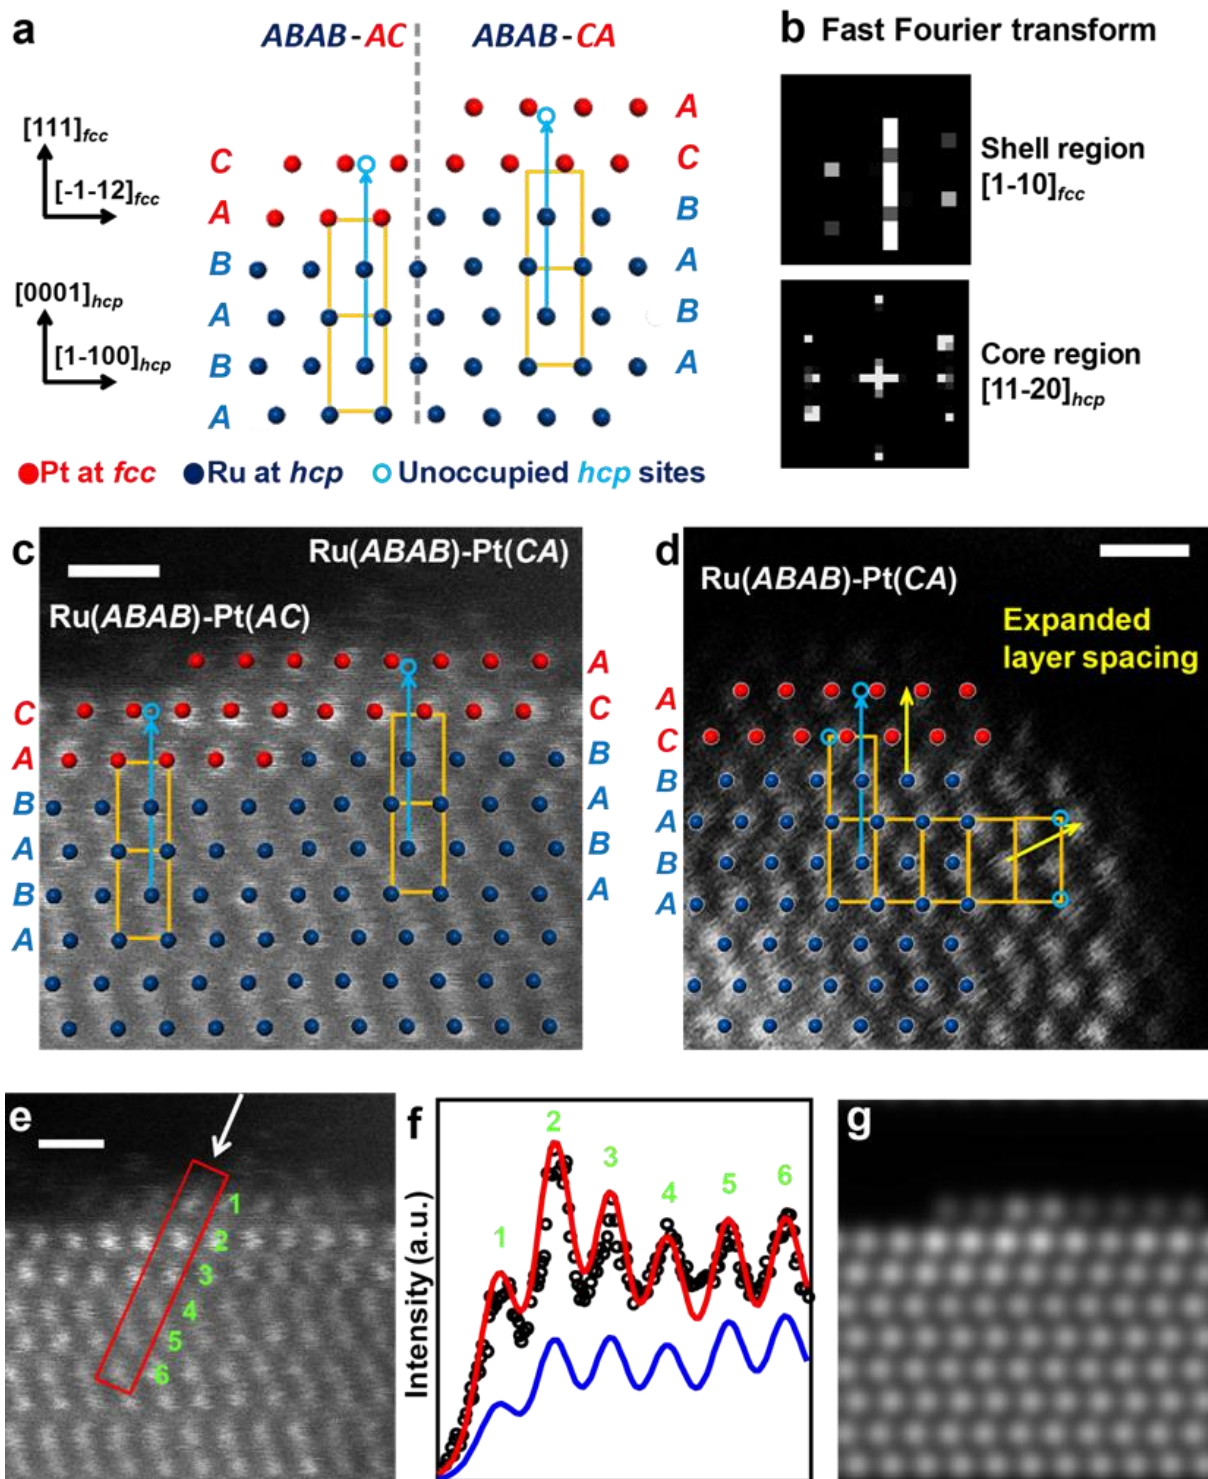 a
ABAB-AC
ABAB-CA
[111]fcc
[-1-12]fcc
[0001]hcp
[1-100]hcp
C
A
B
A
B
A
A
C
B
A
B
A
Pt at fcc
Ru at hcp
Unoccupied hcp sites
b Fast Fourier transform
Shell region
[1-10]fcc
Core region
[11-20]hcp
c
Ru(ABAB)-Pt(CA)
Ru(ABAB)-Pt(AC)
C
A
B
A
B
A
A
C
B
A
B
A
d
Ru(ABAB)-Pt(CA)
Expanded
layer spacing
A
C
B
A
B
A
e
1
2
3
4
5
6
f
Intensity (a.u.)
1
2
3
4
5
6
g